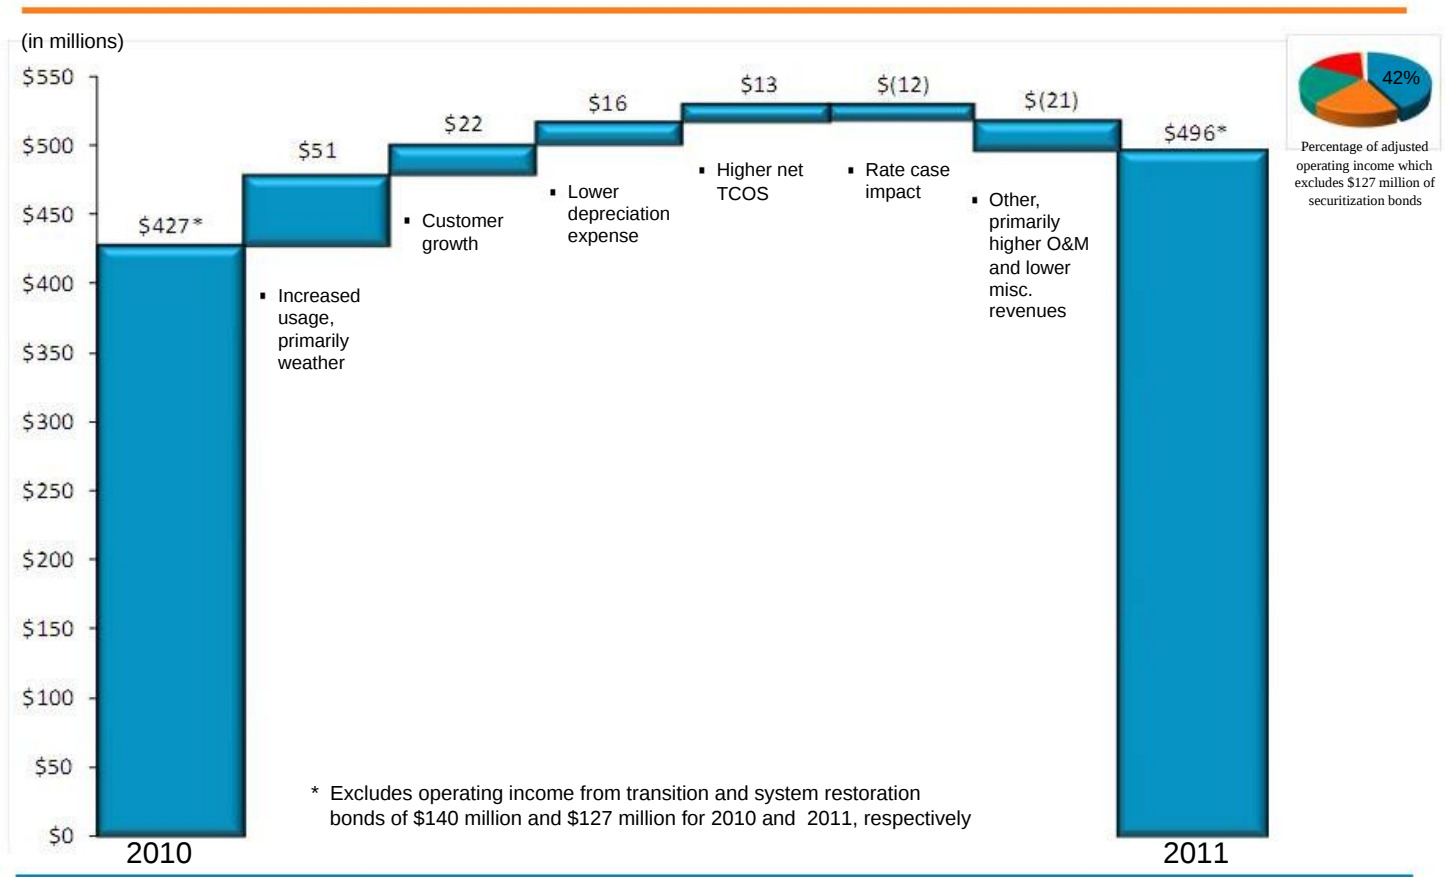 (in millions)
$550
$500
$450
$400
$350
$300
$250
$200
$150
$100
$50
$0
$427*
$51
$22
$16
$13
$(12)
$(21)
$496*
▪ Increased
usage,
primarily
weather
▪ Customer
growth
▪ Lower
depreciation
expense
▪ Higher net
TCOS
▪ Rate case
impact
▪ Other,
primarily
higher O&M
and lower
misc.
revenues
42%
Percentage of adjusted
operating income which
excludes $127 million of
securitization bonds
* Excludes operating income from transition and system restoration
bonds of $140 million and $127 million for 2010 and 2011, respectively
2010
2011